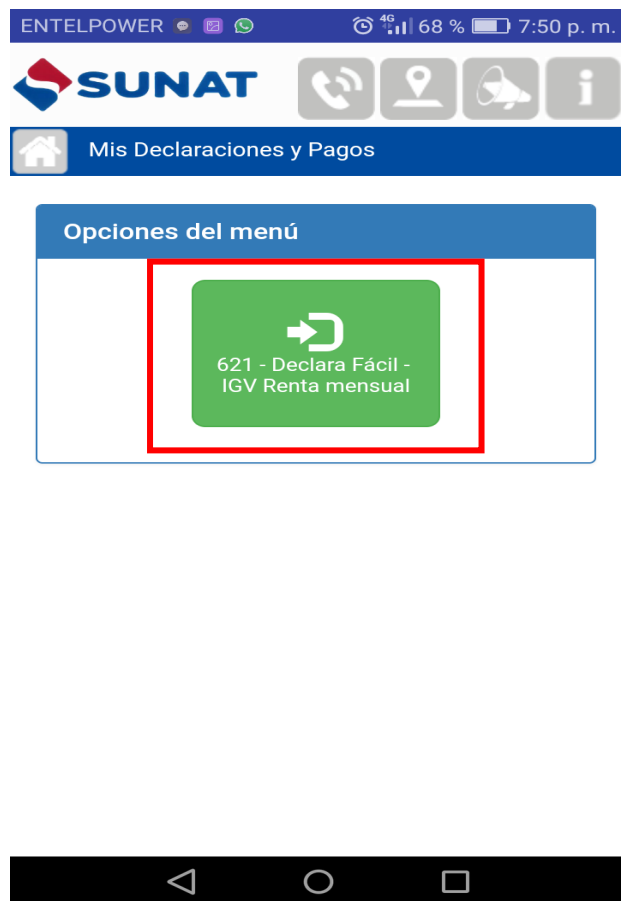 ENTELPOWER 4G 68 % 7:50 p. m.
SUNAT
Mis Declaraciones y Pagos
Opciones del menú
621 - Declara Fácil -
IGV Renta mensual